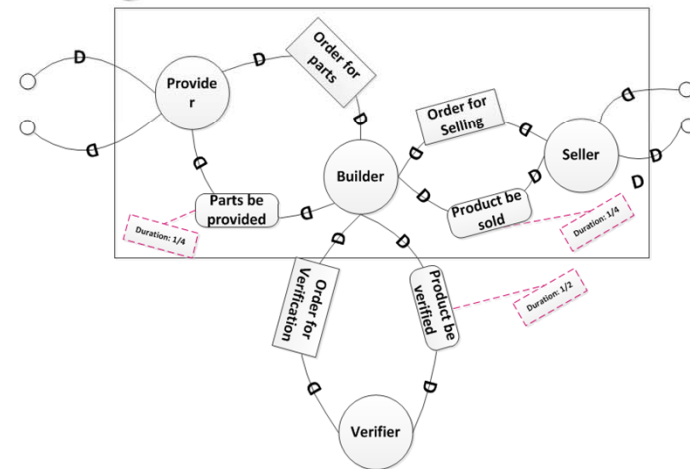 D
D
Provide
r
D
Order for
parts
D
D
Parts be
provided
D
Duration: 1/4
Builder
D
Order for
Selling
D
D
Product be
sold
D
Seller
D
D
D
Duration: 1/4
D
D
Order for
Verification
Product be
verified
Duration: 1/2
D
D
Verifier